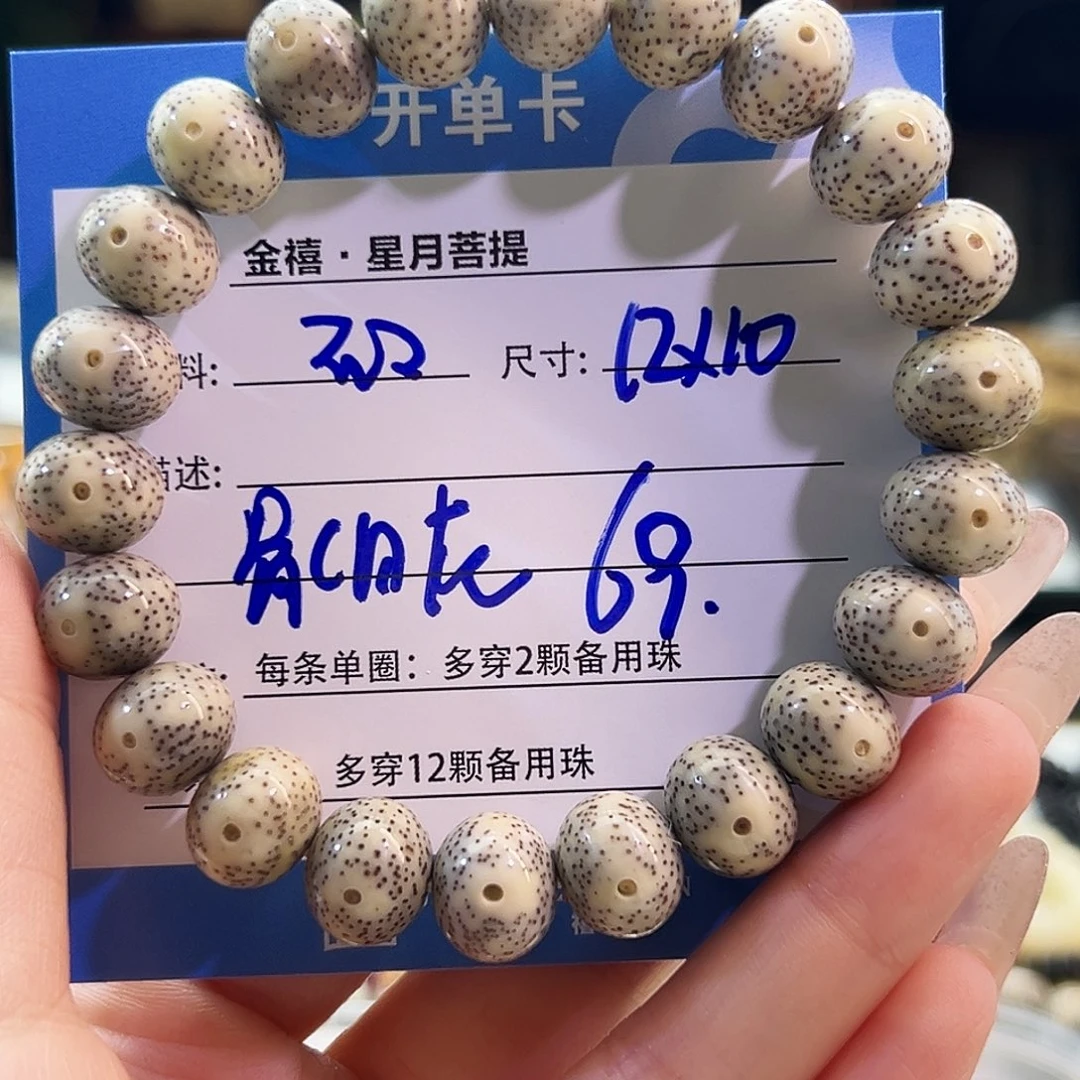 开单卡
金禧·星月菩提
料: 尺寸: 12x10
描述:
69.
每条单圈：多穿2颗备用珠
多穿12颗备用珠